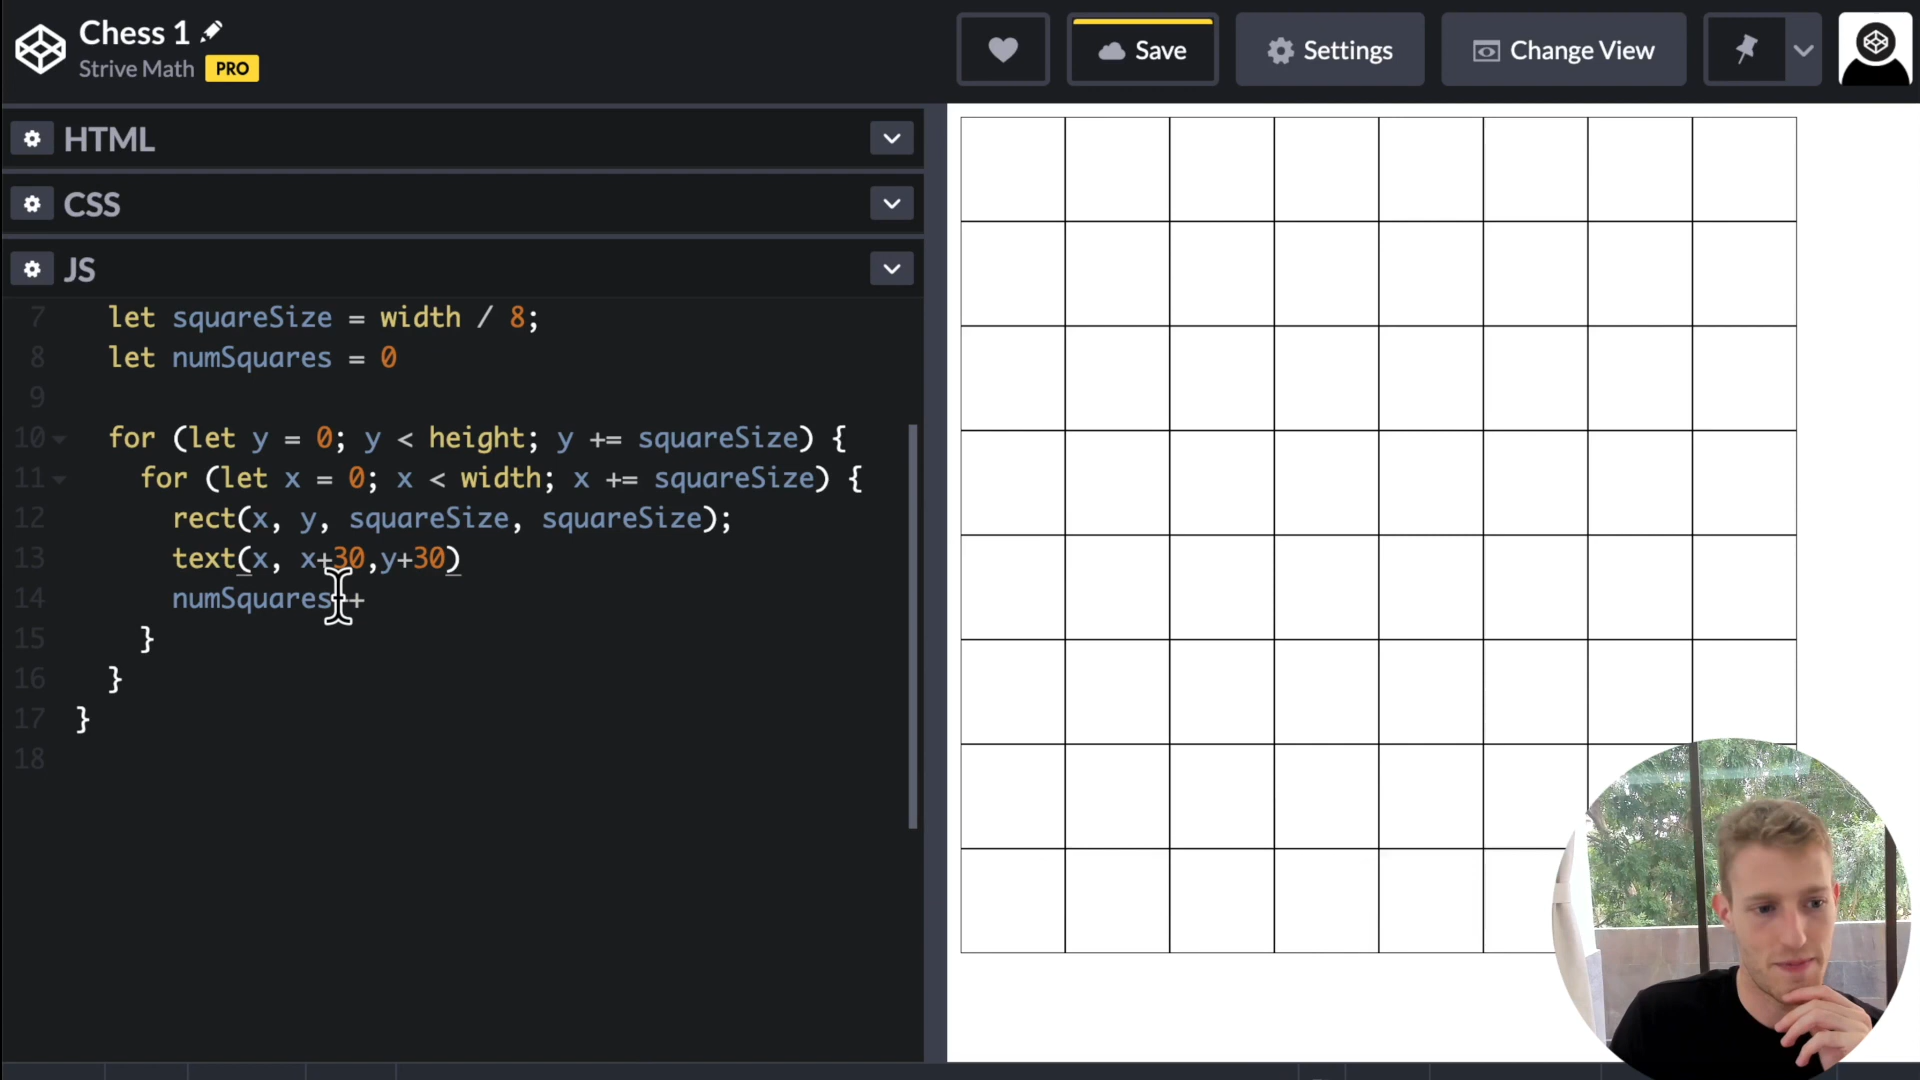 Chess 1
Strive Math PRO
Save
Settings
Change View
HTML
CSS
JS
7 let squareSize = width / 8;
8 let numSquares = 0
9
10 for (let y = 0; y < height; y += squareSize) {
11 for (let x = 0; x < width; x += squareSize) {
12 rect(x, y, squareSize, squareSize);
13 text(x, x+30,y+30)
14 numSquares++
15 }
16 }
17 }
18